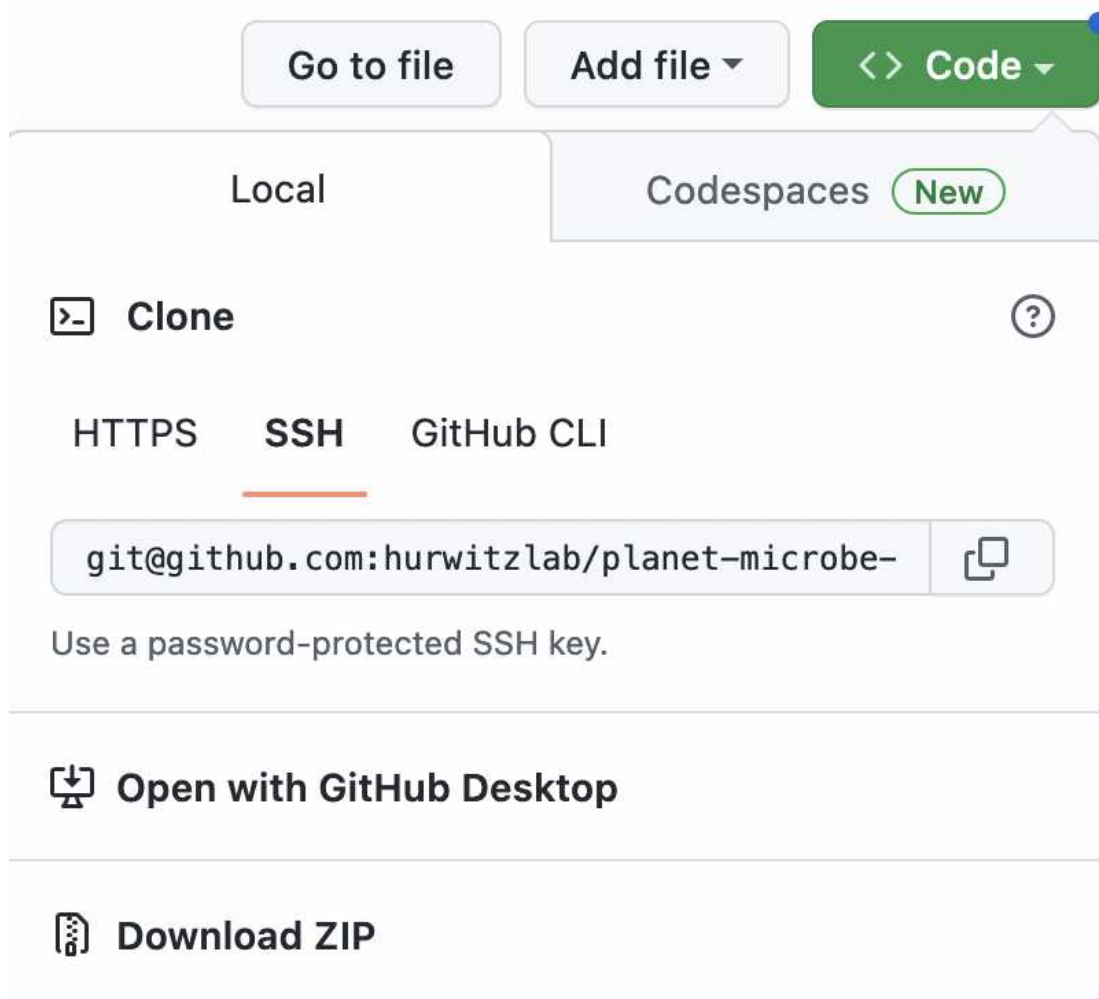 Go to file Add file <> Code
Local Codespaces New
>_ Clone ?
HTTPS SSH GitHub CLI
git@github.com:hurwitzlab/planet-microbe-
Use a password-protected SSH key.
Open with GitHub Desktop
Download ZIP